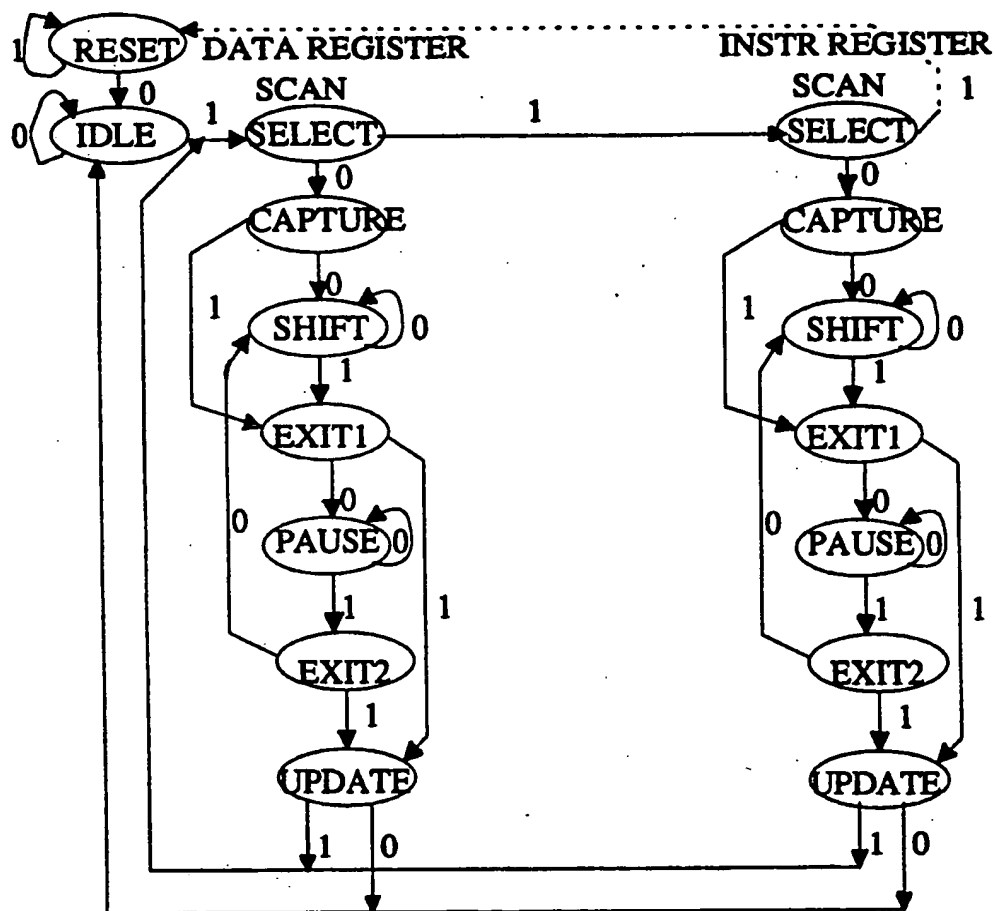 1 RESET DATA REGISTER INSTR REGISTER
0 SCAN SCAN 1
0 IDLE 1 SELECT 1 SELECT
0 0
CAPTURE CAPTURE
0 0
1 1
SHIFT 0 SHIFT 0
1 1
EXIT1 EXIT1
0 0
0 0
PAUSE 0 PAUSE 0
1 1 1 1
EXIT2 EXIT2
1 1
UPDATE UPDATE
1 0 1 0